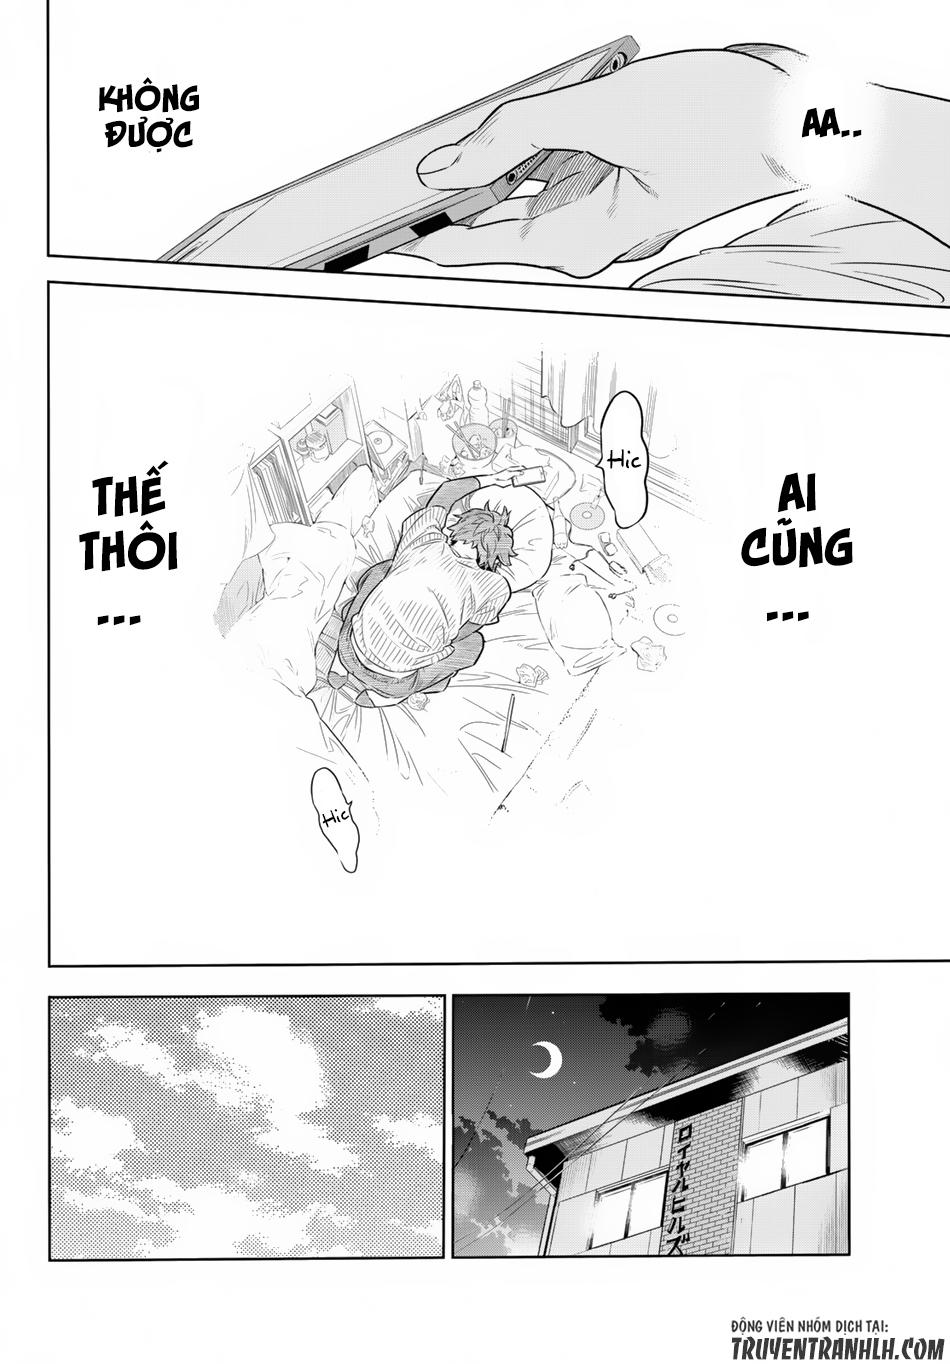 AA..
KHÔNG
ĐƯỢC
AI
CŨNG
...
Hic
THẾ
THÔI
...
Hic
ロイヤルヒルズ
ĐỘNG VIÊN NHÓM DỊCH TẠI:
TRUYENTRANHLH.COM